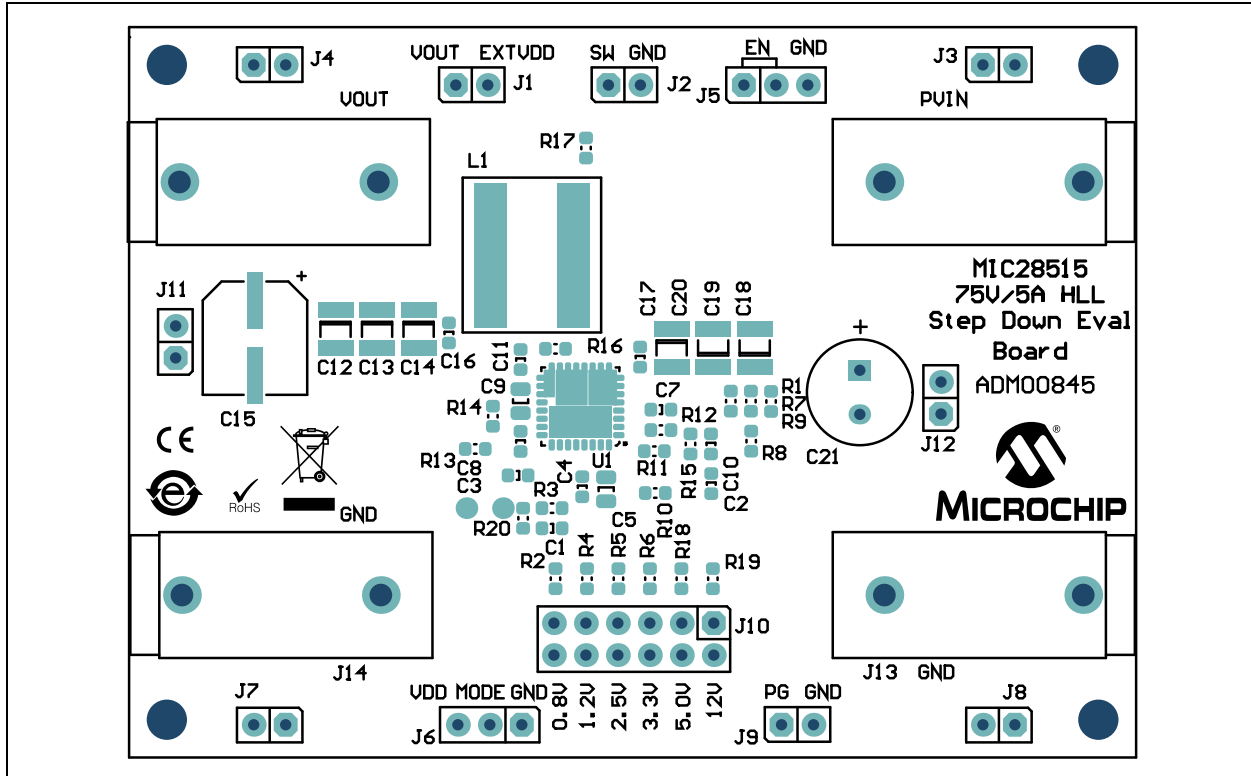 J4
VOUT EXTVDD
J1
SW GND
J2
EN GND
J5
J3
VOUT
PVIN
R17
L1
MIC28515
75V/5A HLL
Step Down Eval
Board
ADM00845
J11
+
C12 C13 C14
C16
C15
C17
C20
C19
C18
C11
R16
C9
R14
R13
C8
C3
C7
R12
R1
R7
R9
R8
+
C21
J12
C4
U1
R11
R15
C10
C2
R3
R20
C5
R10
C1
R2
R4
R5
R6
R18
R19
CE
e
RoHS
GND
®
MICROCHIP
J10
J14
J13 GND
J7
VDD MODE GND
J6
0.8V
1.2V
2.5V
3.3V
5.0V
12V
PG GND
J9
J8